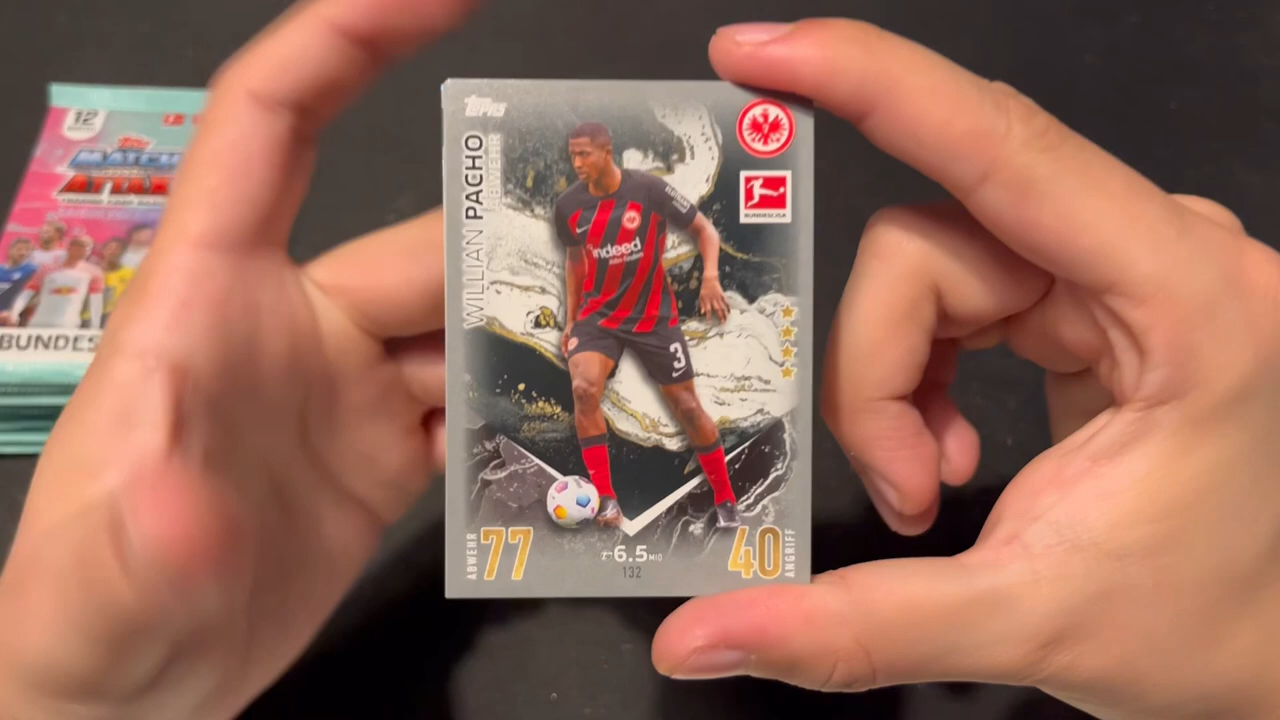 12
topps
MATCH
ATTAX
BUNDES
topps
WILLIAN PACHO
ABWEHR
BUNDESLIGA
indeed
3
ABWEHR
77
6.5 MIO
132
40
ANGRIFF